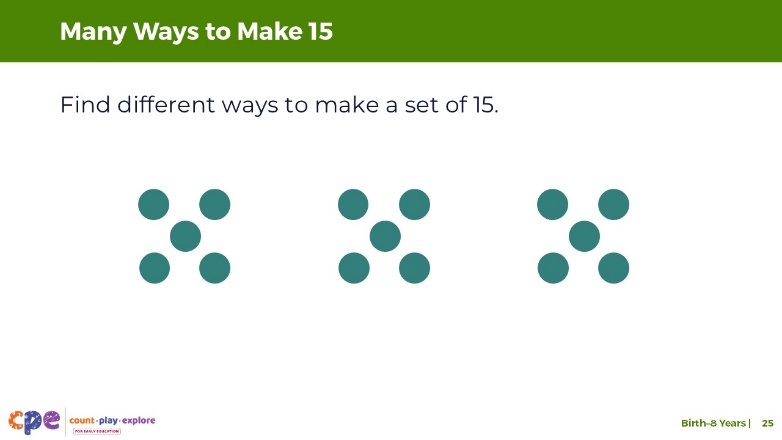 Many Ways to Make 15
Find different ways to make a set of 15.
cpe count·play·explore
FOR EARLY EDUCATION
Birth–8 Years | 25